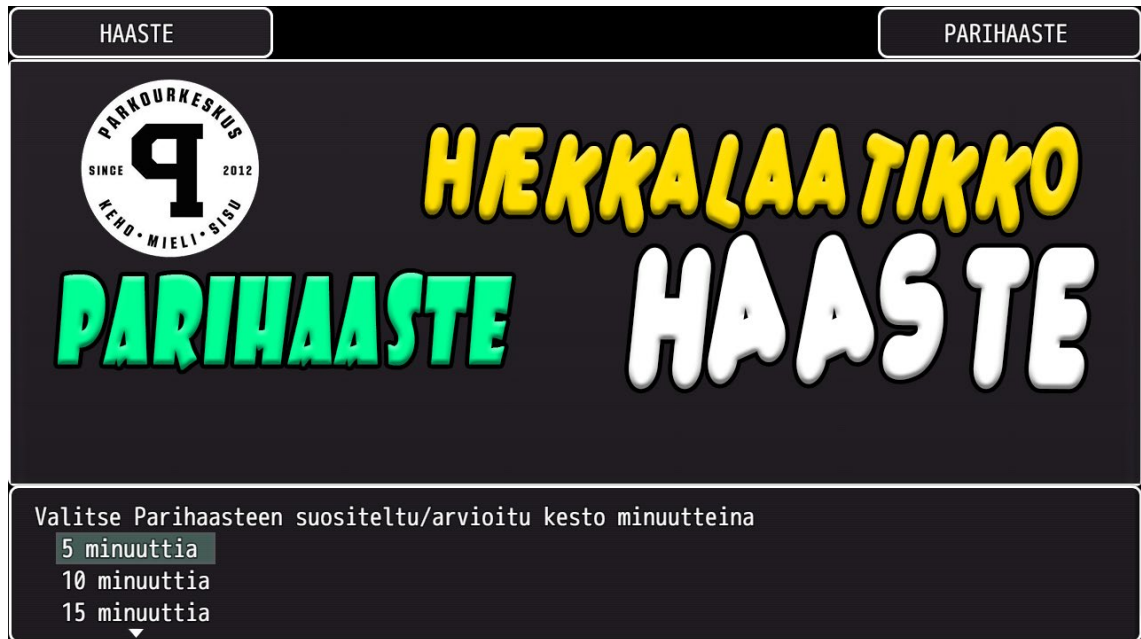 HAASTE
PARIHAASTE
PARKOURKESKUS
SINCE 2012
KEHO • MIELI • SISU
HIEKKALAATIKKO
HAASTE
PARIHAASTE
Valitse Parihaasteen suositeltu/arvioitu kesto minuutteina
5 minuuttia
10 minuuttia
15 minuuttia